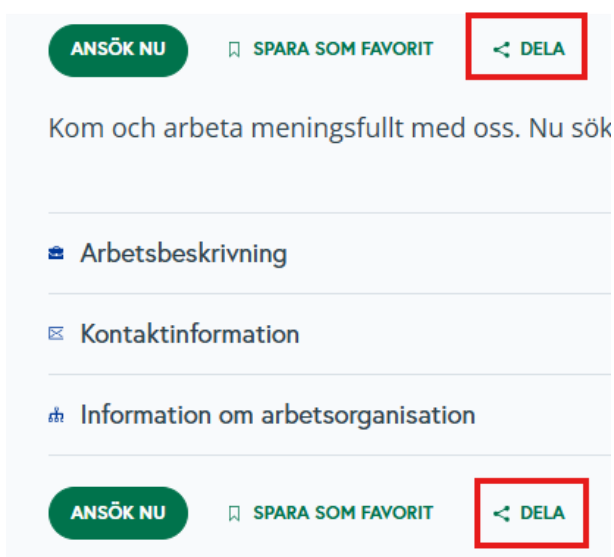 ANSÖK NU SPARA SOM FAVORIT DELA
Kom och arbeta meningsfullt med oss. Nu sök
Arbetsbeskrivning
Kontaktinformation
Information om arbetsorganisation
ANSÖK NU SPARA SOM FAVORIT DELA